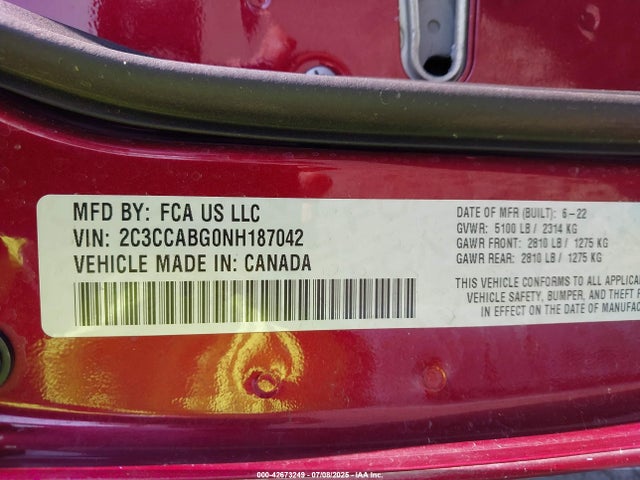 MFD BY: FCA US LLC
VIN: 2C3CCABG0NH187042
VEHICLE MADE IN: CANADA
DATE OF MFR (BUILT): 6-22
GVWR: 5100 LB / 2314 KG
GAWR FRONT: 2810 LB / 1275 KG
GAWR REAR: 2810 LB / 1275 KG
THIS VEHICLE CONFORMS TO ALL
VEHICLE SAFETY, BUMPER, AND THEFT
IN EFFECT ON THE DATE OF
000-42673249 07/08/2025 IAA Inc.